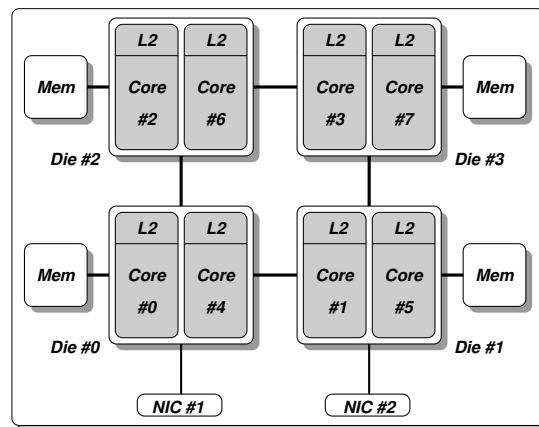 L2 L2 L2 L2
Mem Core Core Core Core Mem
#2 #6 #3 #7
Die #2 Die #3
L2 L2 L2 L2
Mem Core Core Core Core Mem
#0 #4 #1 #5
Die #0 Die #1
NIC #1 NIC #2